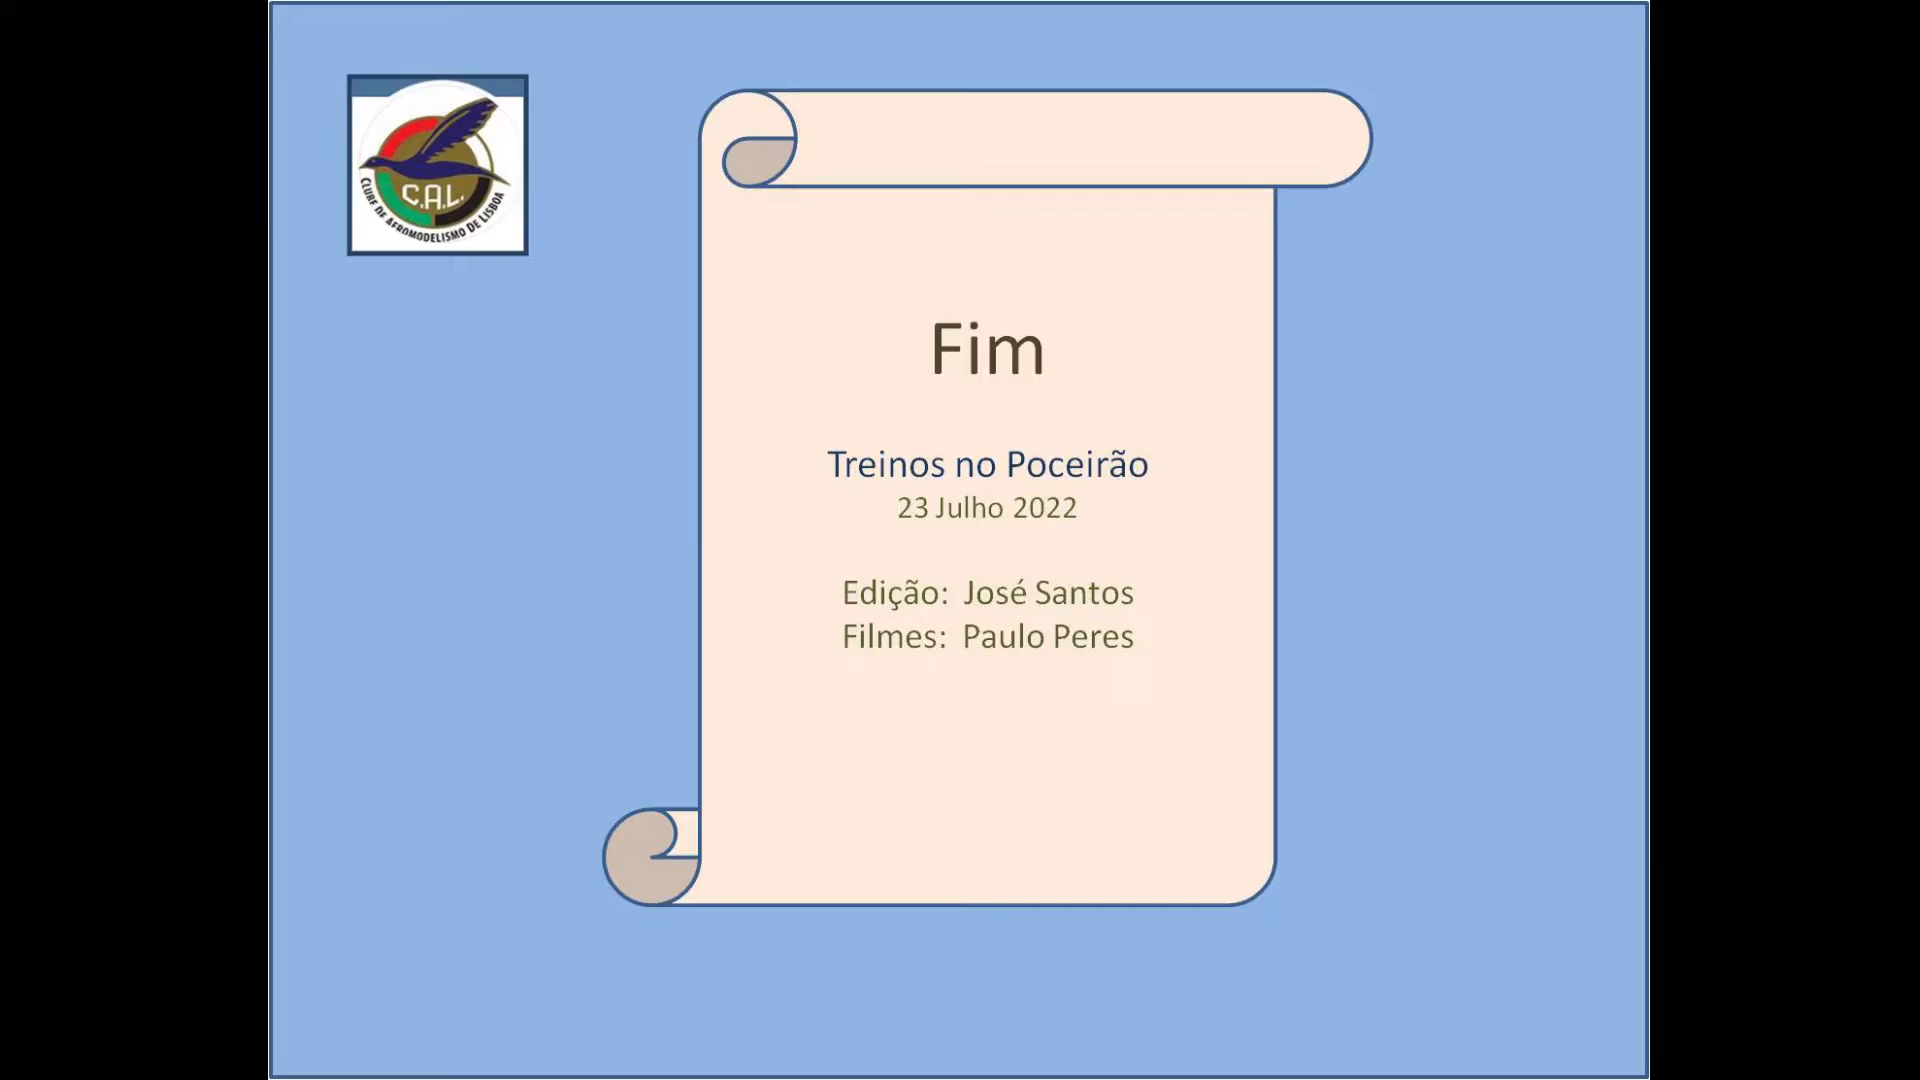 C.A.L.
CLUBE DE AEROMODELISMO DE LISBOA
Fim
Treinos no Poceirão
23 Julho 2022
Edição: José Santos
Filmes: Paulo Peres